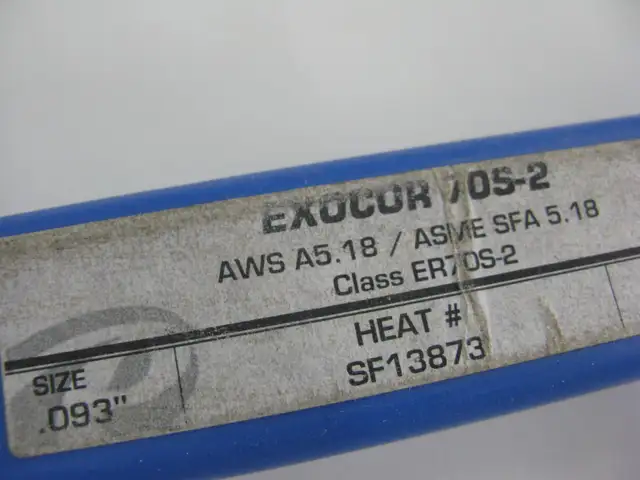 EXOCOR 70S-2
AWS A5.18 / ASME SFA 5.18
Class ER70S-2
HEAT #
SF13873
SIZE
.093"